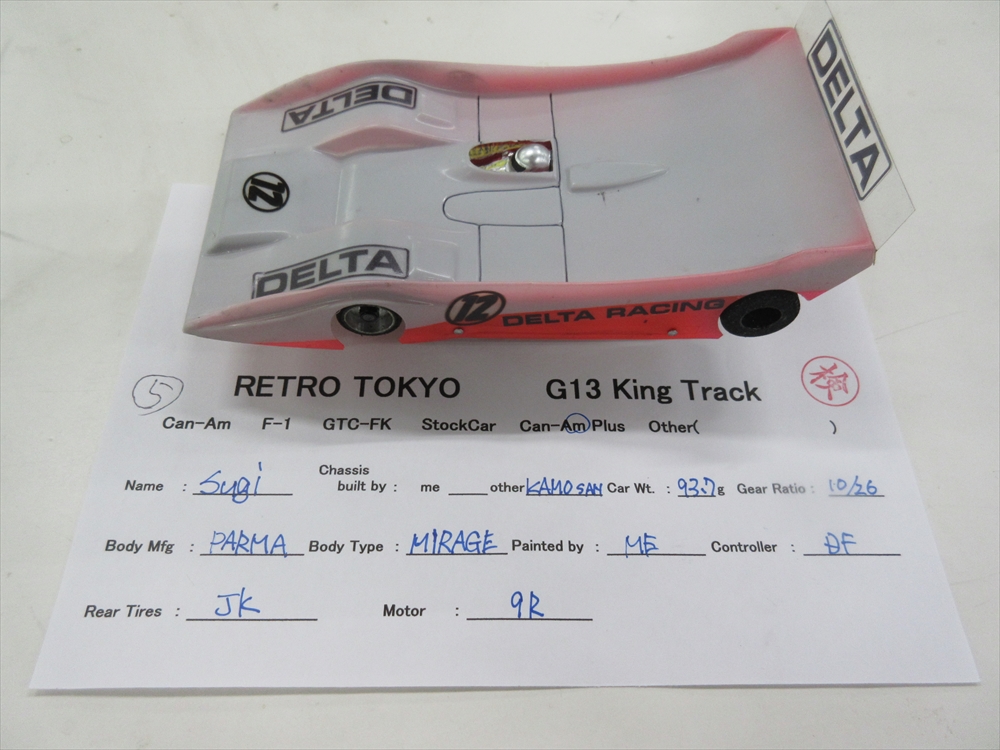 DELTA
DELTA
12
DELTA
12 DELTA RACING
5 RETRO TOKYO G13 King Track
Can-Am F-1 GTC-FK StockCar Can-Am Plus Other( )
Name : Sugi Chassis built by : me ___ other KAMOSAN Car Wt. : 93.7g Gear Ratio : 10/26
Body Mfg : PARMA Body Type : MIRAGE Painted by : ME Controller : DF
Rear Tires : JK Motor : 9R